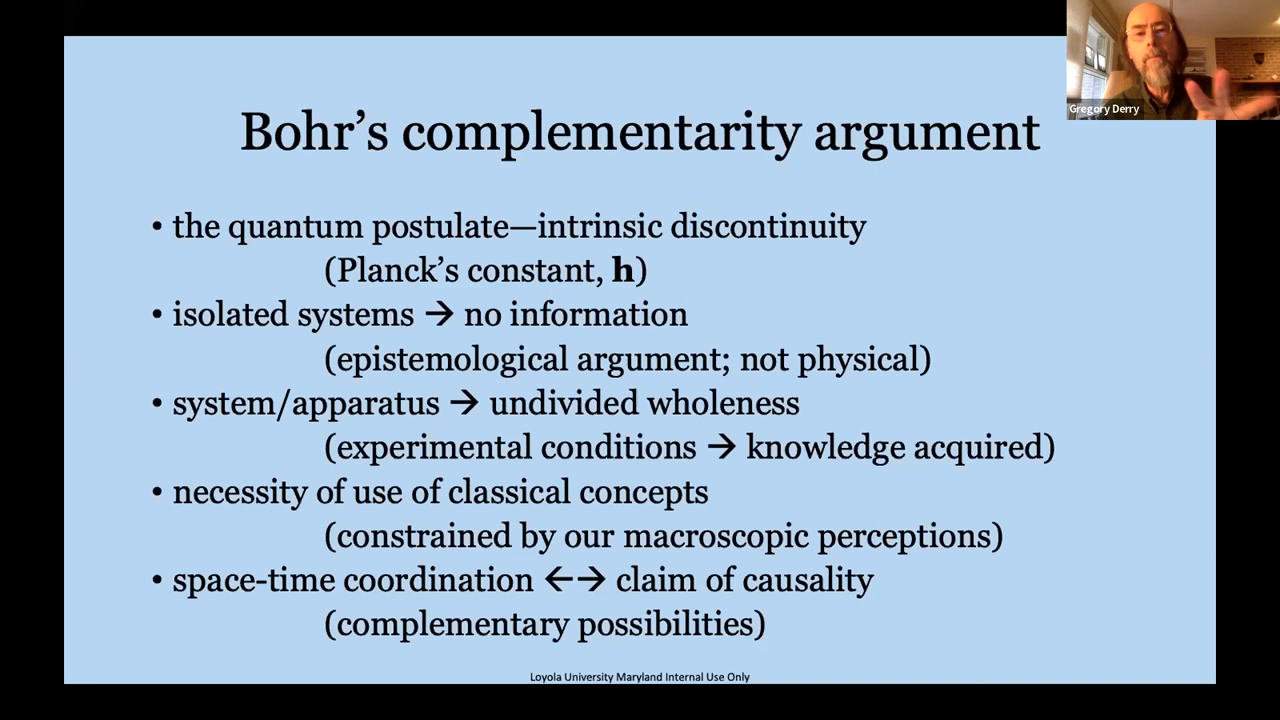 Gregory Derry
Bohr’s complementarity argument
• the quantum postulate—intrinsic discontinuity
(Planck’s constant, h)
• isolated systems → no information
(epistemological argument; not physical)
• system/apparatus → undivided wholeness
(experimental conditions → knowledge acquired)
• necessity of use of classical concepts
(constrained by our macroscopic perceptions)
• space-time coordination ←→ claim of causality
(complementary possibilities)
Loyola University Maryland Internal Use Only